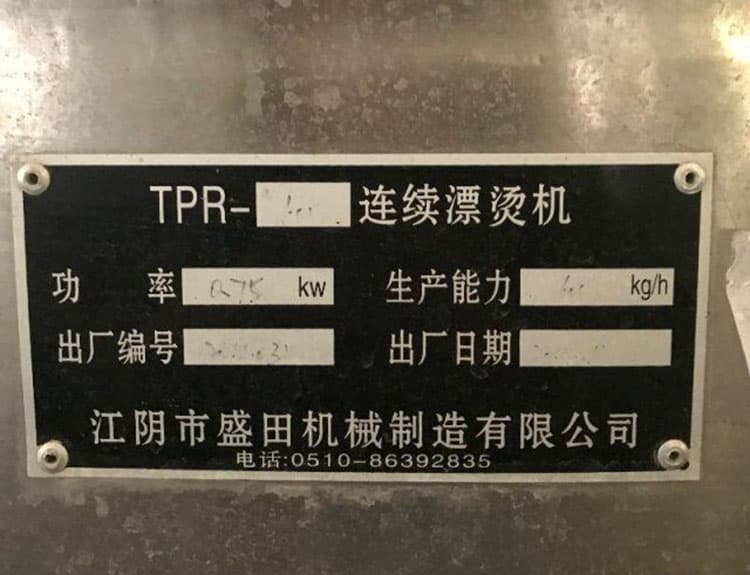 TPR- 连续漂烫机
功 率 0.75 kw 生产能力 kg/h
出厂编号 出厂日期
江阴市盛田机械制造有限公司
电话:0510-86392835